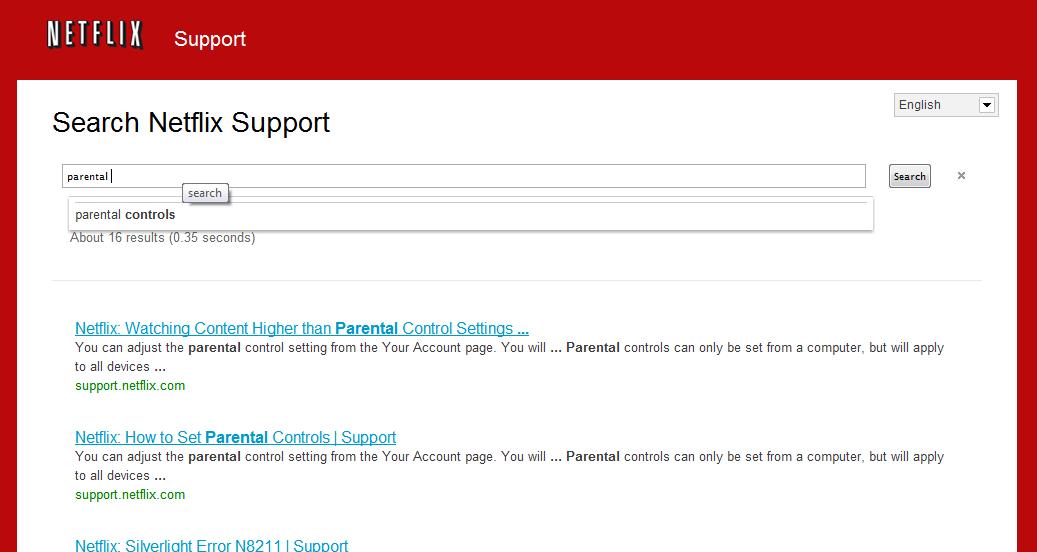 NETFLIX Support
English
Search Netflix Support
parental
Search ×
search
parental controls
About 16 results (0.35 seconds)
Netflix: Watching Content Higher than Parental Control Settings ...
You can adjust the parental control setting from the Your Account page. You will ... Parental controls can only be set from a computer, but will apply
to all devices ...
support.netflix.com
Netflix: How to Set Parental Controls | Support
You can adjust the parental control setting from the Your Account page. You will ... Parental controls can only be set from a computer, but will apply
to all devices ...
support.netflix.com
Netflix: Silverlight Error N8211 | Support